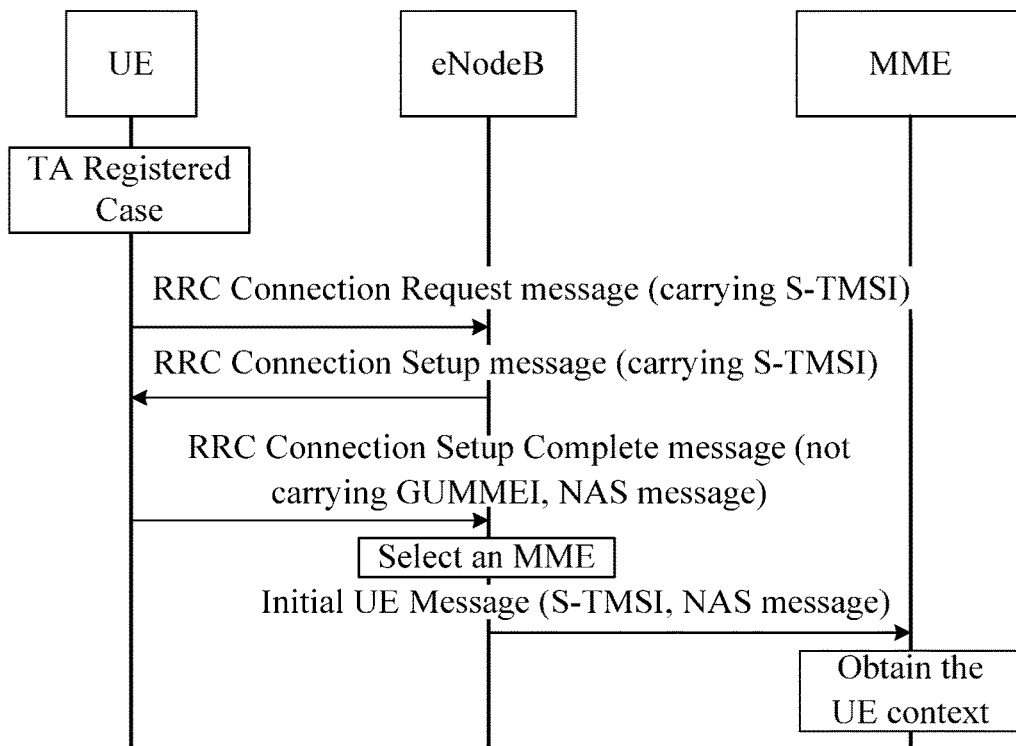 UE
eNodeB
MME
TA Registered
Case
RRC Connection Request message (carrying S-TMSI)
RRC Connection Setup message (carrying S-TMSI)
RRC Connection Setup Complete message (not
carrying GUMMEI, NAS message)
Select an MME
Initial UE Message (S-TMSI, NAS message)
Obtain the
UE context